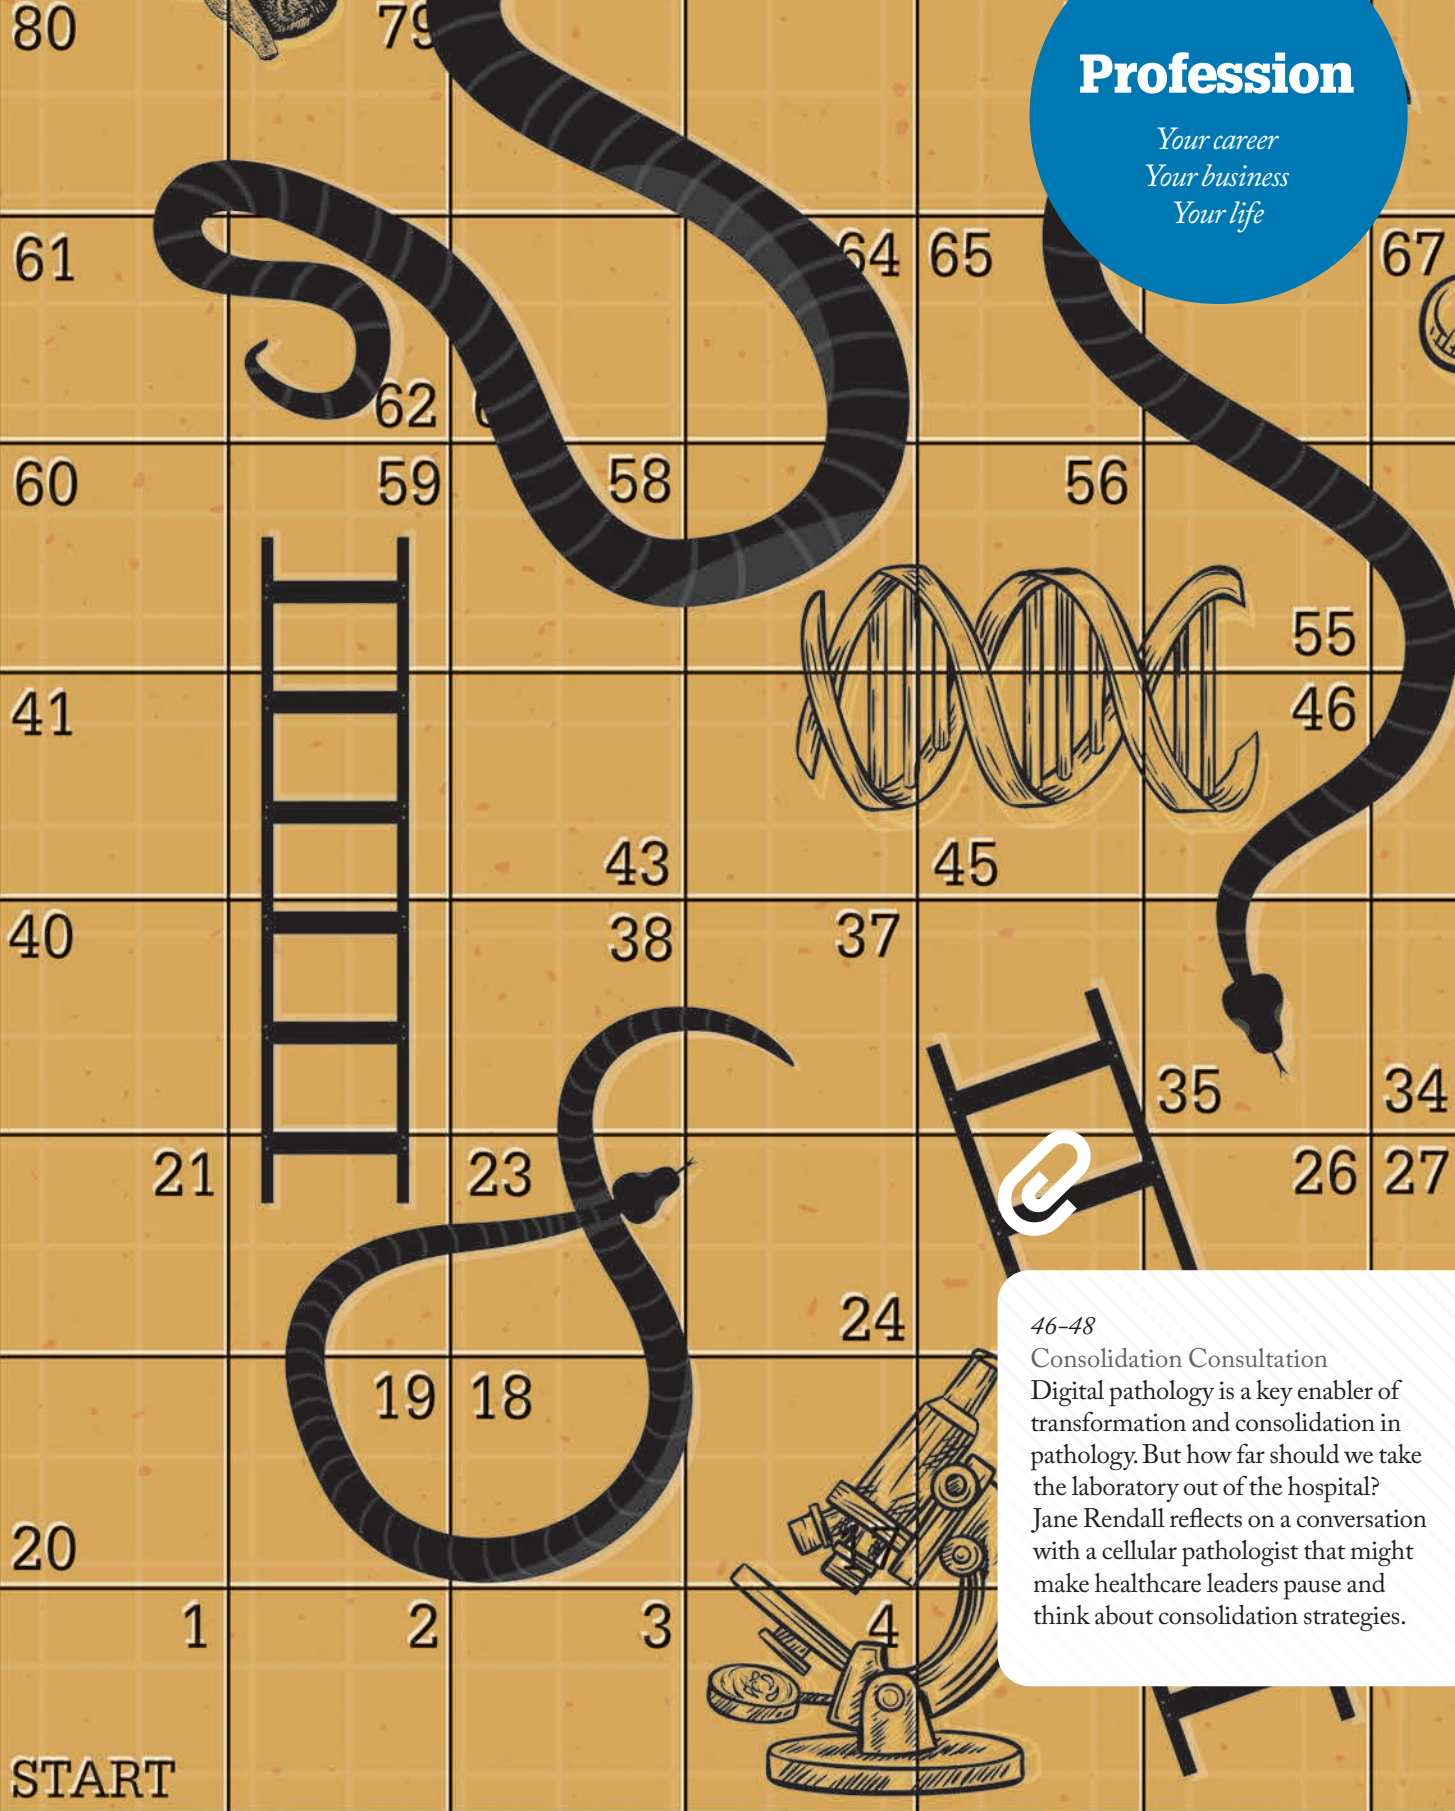 80 79
Profession
Your career
Your business
Your life
61 64 65 67
62
60 59 58 56
55
41 46
43 45
40 38 37
35 34
21 23 26 27
24
19 18
20 17
1 2 3 4
START
46-48
Consolidation Consultation
Digital pathology is a key enabler of
transformation and consolidation in
pathology. But how far should we take
the laboratory out of the hospital?
Jane Rendall reflects on a conversation
with a cellular pathologist that might
make healthcare leaders pause and
think about consolidation strategies.